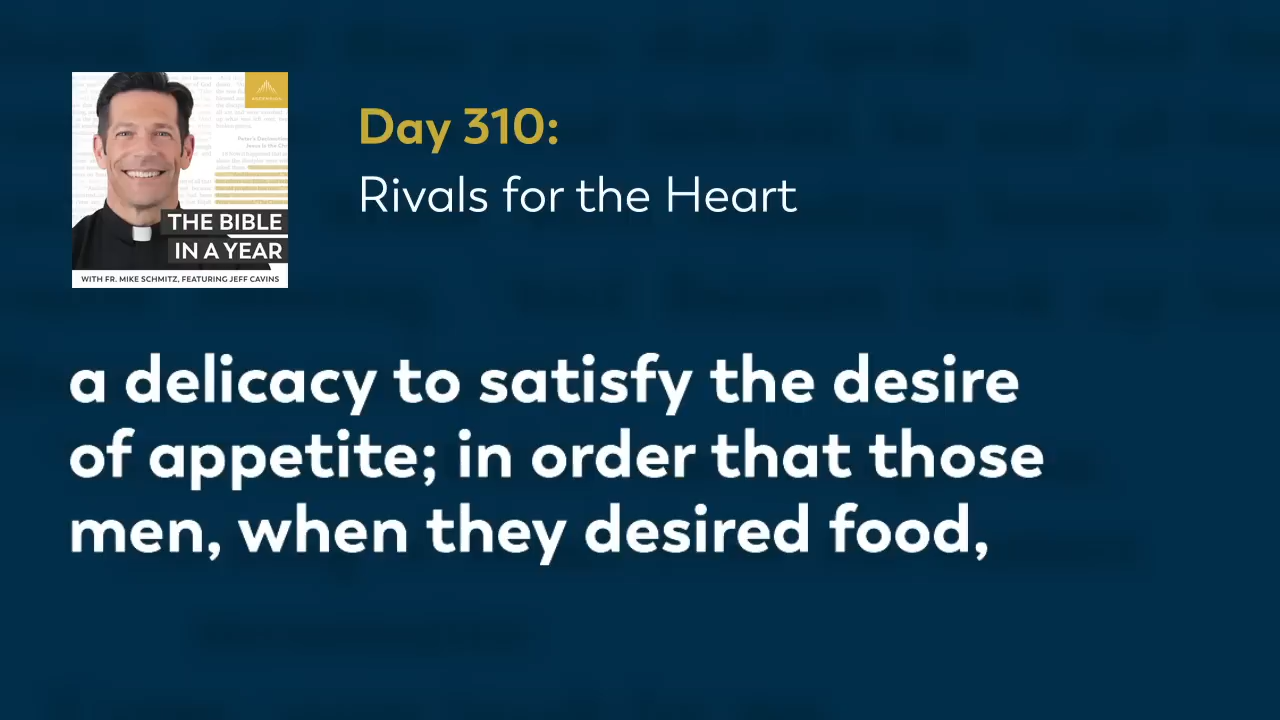 Day 310:
Rivals for the Heart
THE BIBLE
IN A YEAR
WITH FR. MIKE SCHMITZ, FEATURING JEFF CAVINS
a delicacy to satisfy the desire
of appetite; in order that those
men, when they desired food,